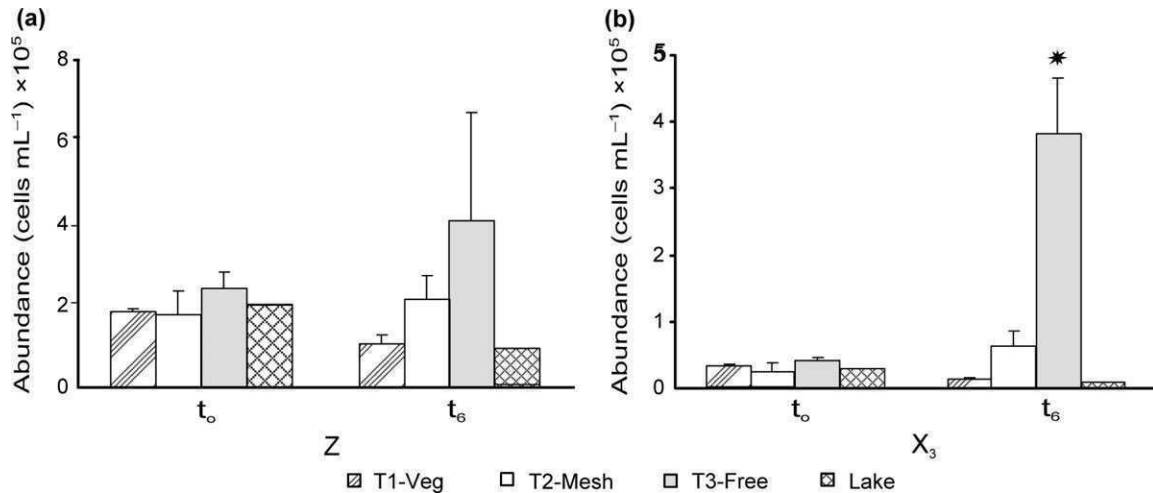 (a)
Abundance (cells mL⁻¹) ×10⁵
8
6
4
2
0
t₀
t₆
Z
(b)
Abundance (cells mL⁻¹) ×10⁵
5
4
3
2
1
0
t₀
t₆
X₃
T1-Veg T2-Mesh T3-Free Lake